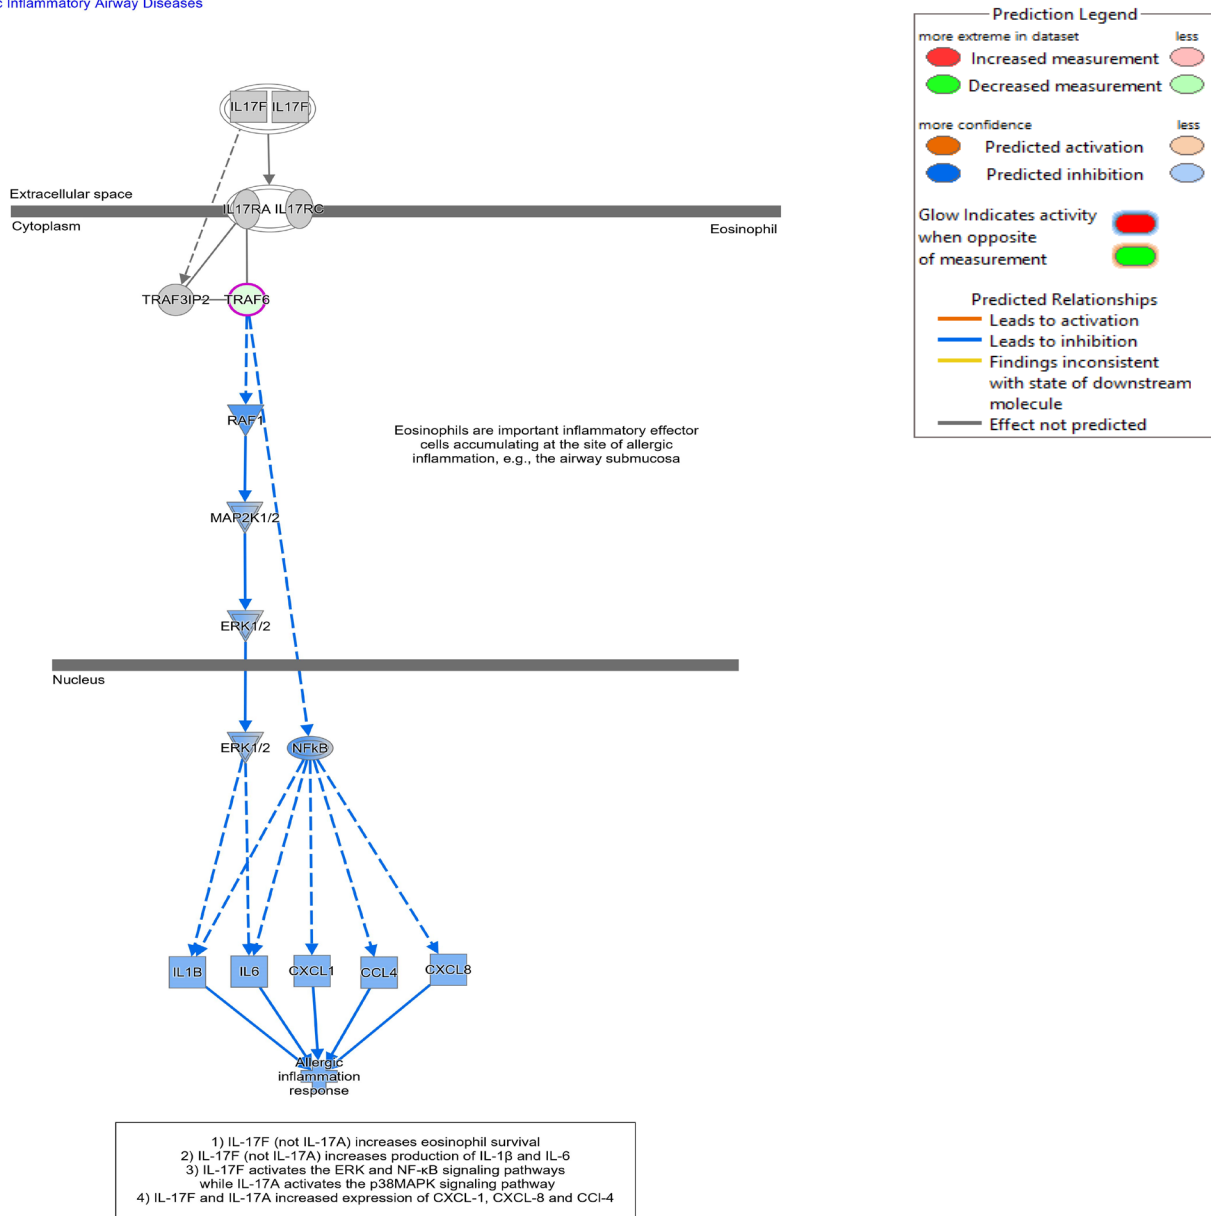 c Inflammatory Airway Diseases
IL17F IL17F
Extracellular space
IL17RA IL17RC
Cytoplasm
Eosinophil
TRAF3IP2 TRAF6
RAF1
Eosinophils are important inflammatory effector
cells accumulating at the site of allergic
inflammation, e.g., the airway submucosa
MAP2K1/2
ERK1/2
Nucleus
ERK1/2 NFkB
IL1B IL6 CXCL1 CCL4 CXCL8
Allergic
inflammation
response
1) IL-17F (not IL-17A) increases eosinophil survival
2) IL-17F (not IL-17A) increases production of IL-1β and IL-6
3) IL-17F activates the ERK and NF-κB signaling pathways
while IL-17A activates the p38MAPK signaling pathway
4) IL-17F and IL-17A increased expression of CXCL-1, CXCL-8 and CCl-4
Prediction Legend
more extreme in dataset less
Increased measurement
Decreased measurement
more confidence less
Predicted activation
Predicted inhibition
Glow Indicates activity
when opposite
of measurement
Predicted Relationships
Leads to activation
Leads to inhibition
Findings inconsistent
with state of downstream
molecule
Effect not predicted